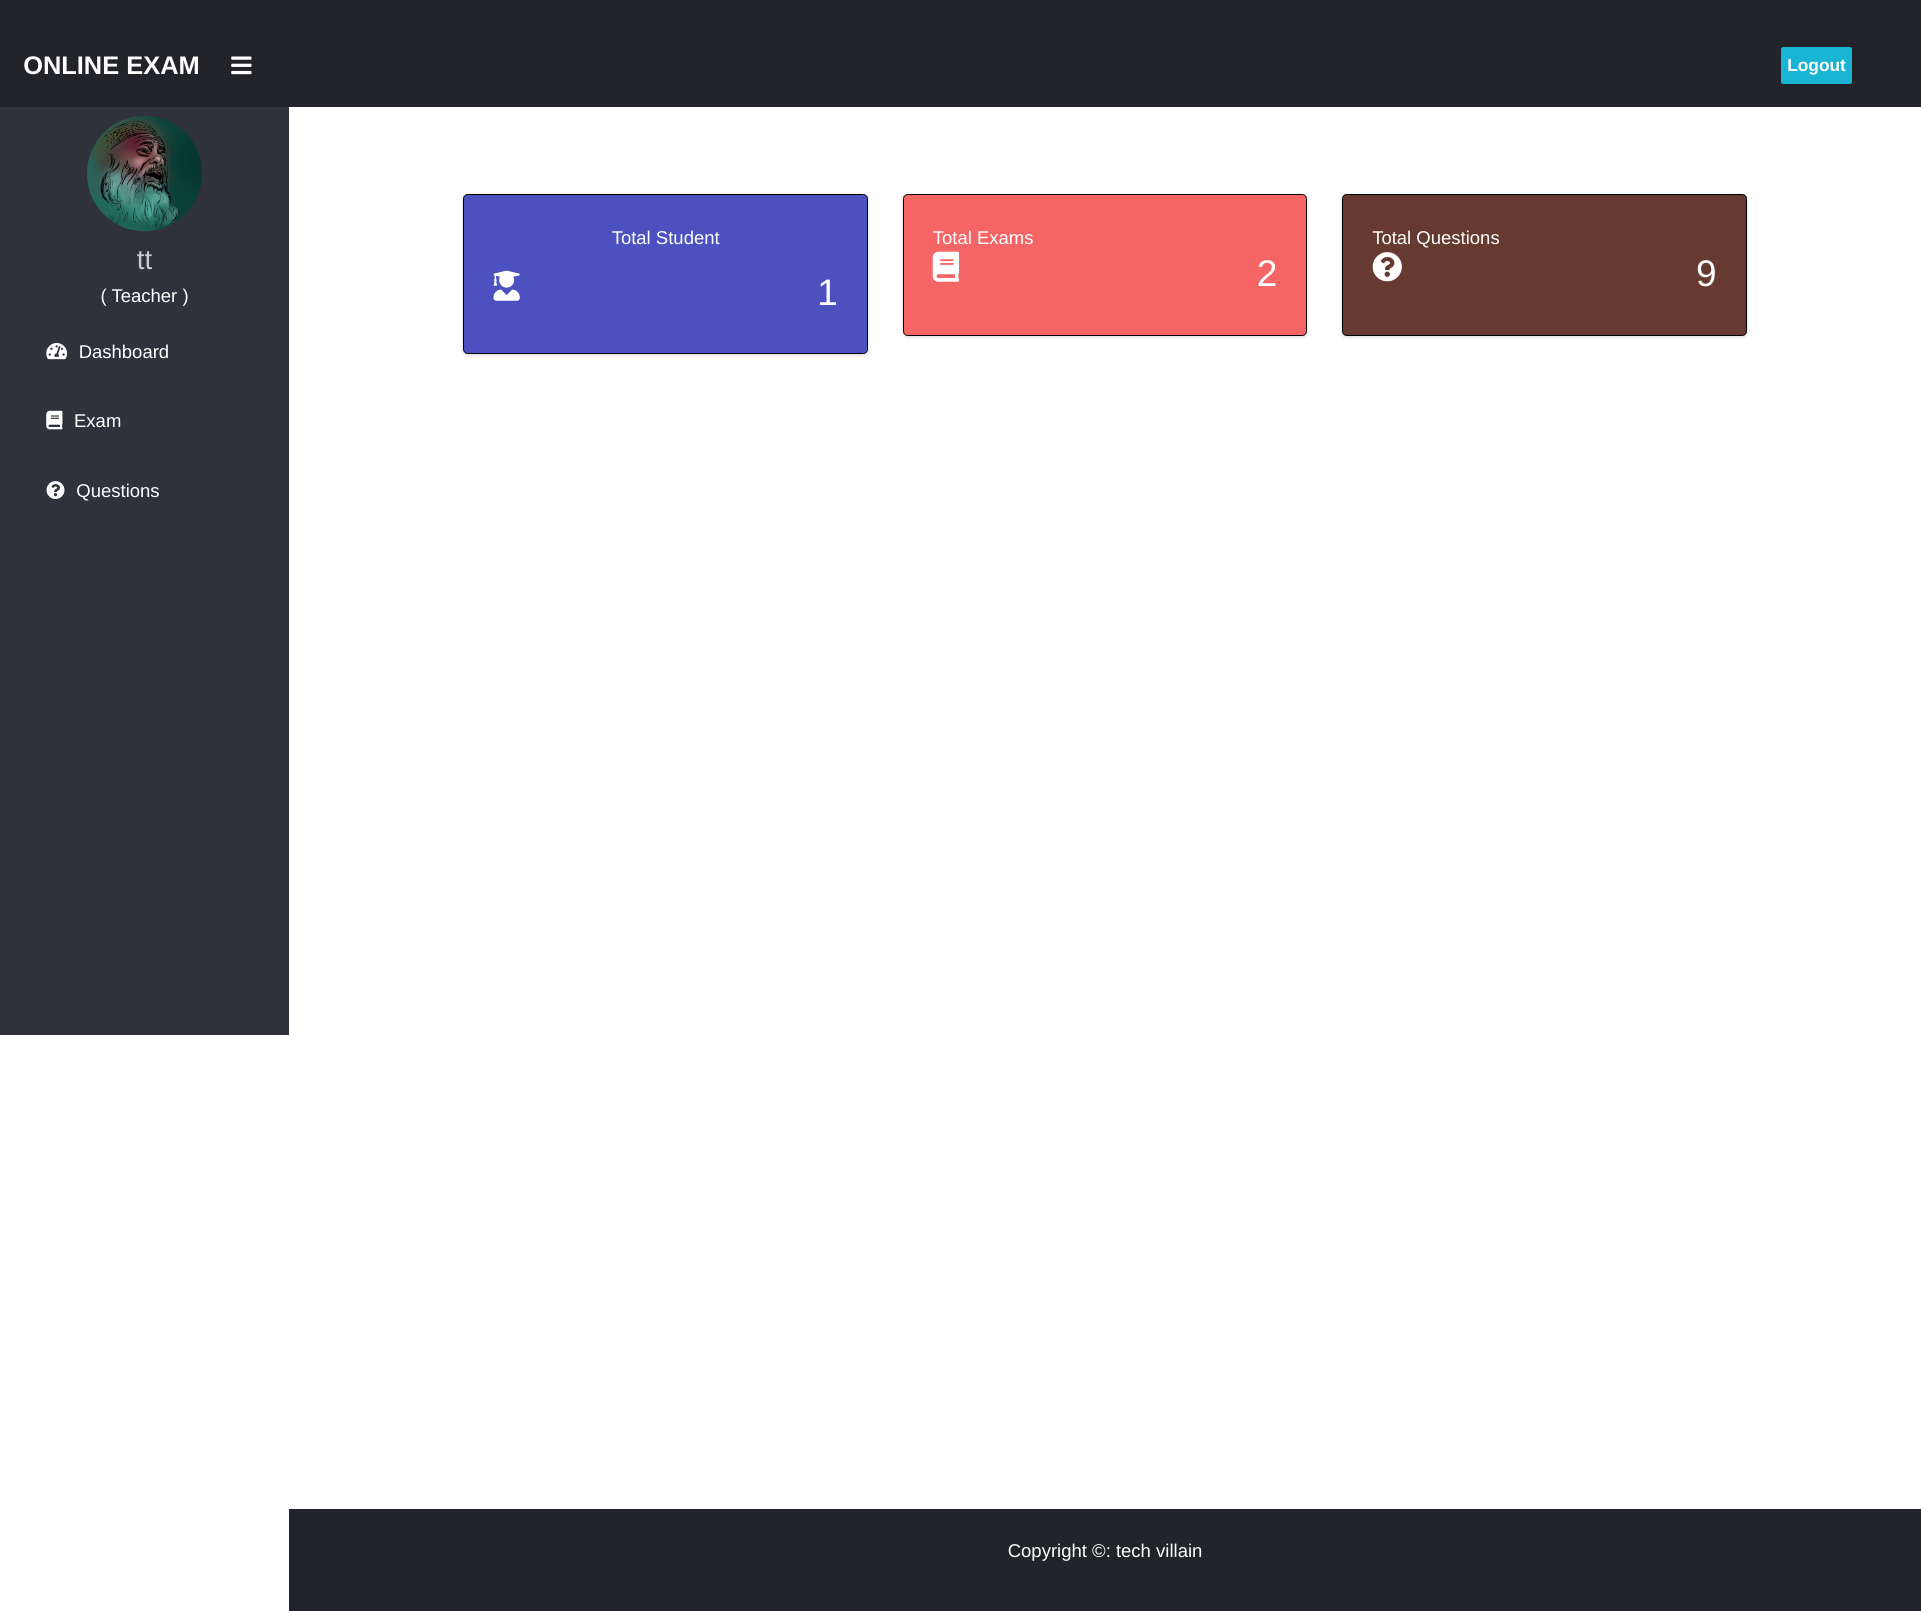 ONLINE EXAM
Logout
tt
( Teacher )
Dashboard
Exam
Questions
Total Student
1
Total Exams
2
Total Questions
9
Copyright ©: tech villain